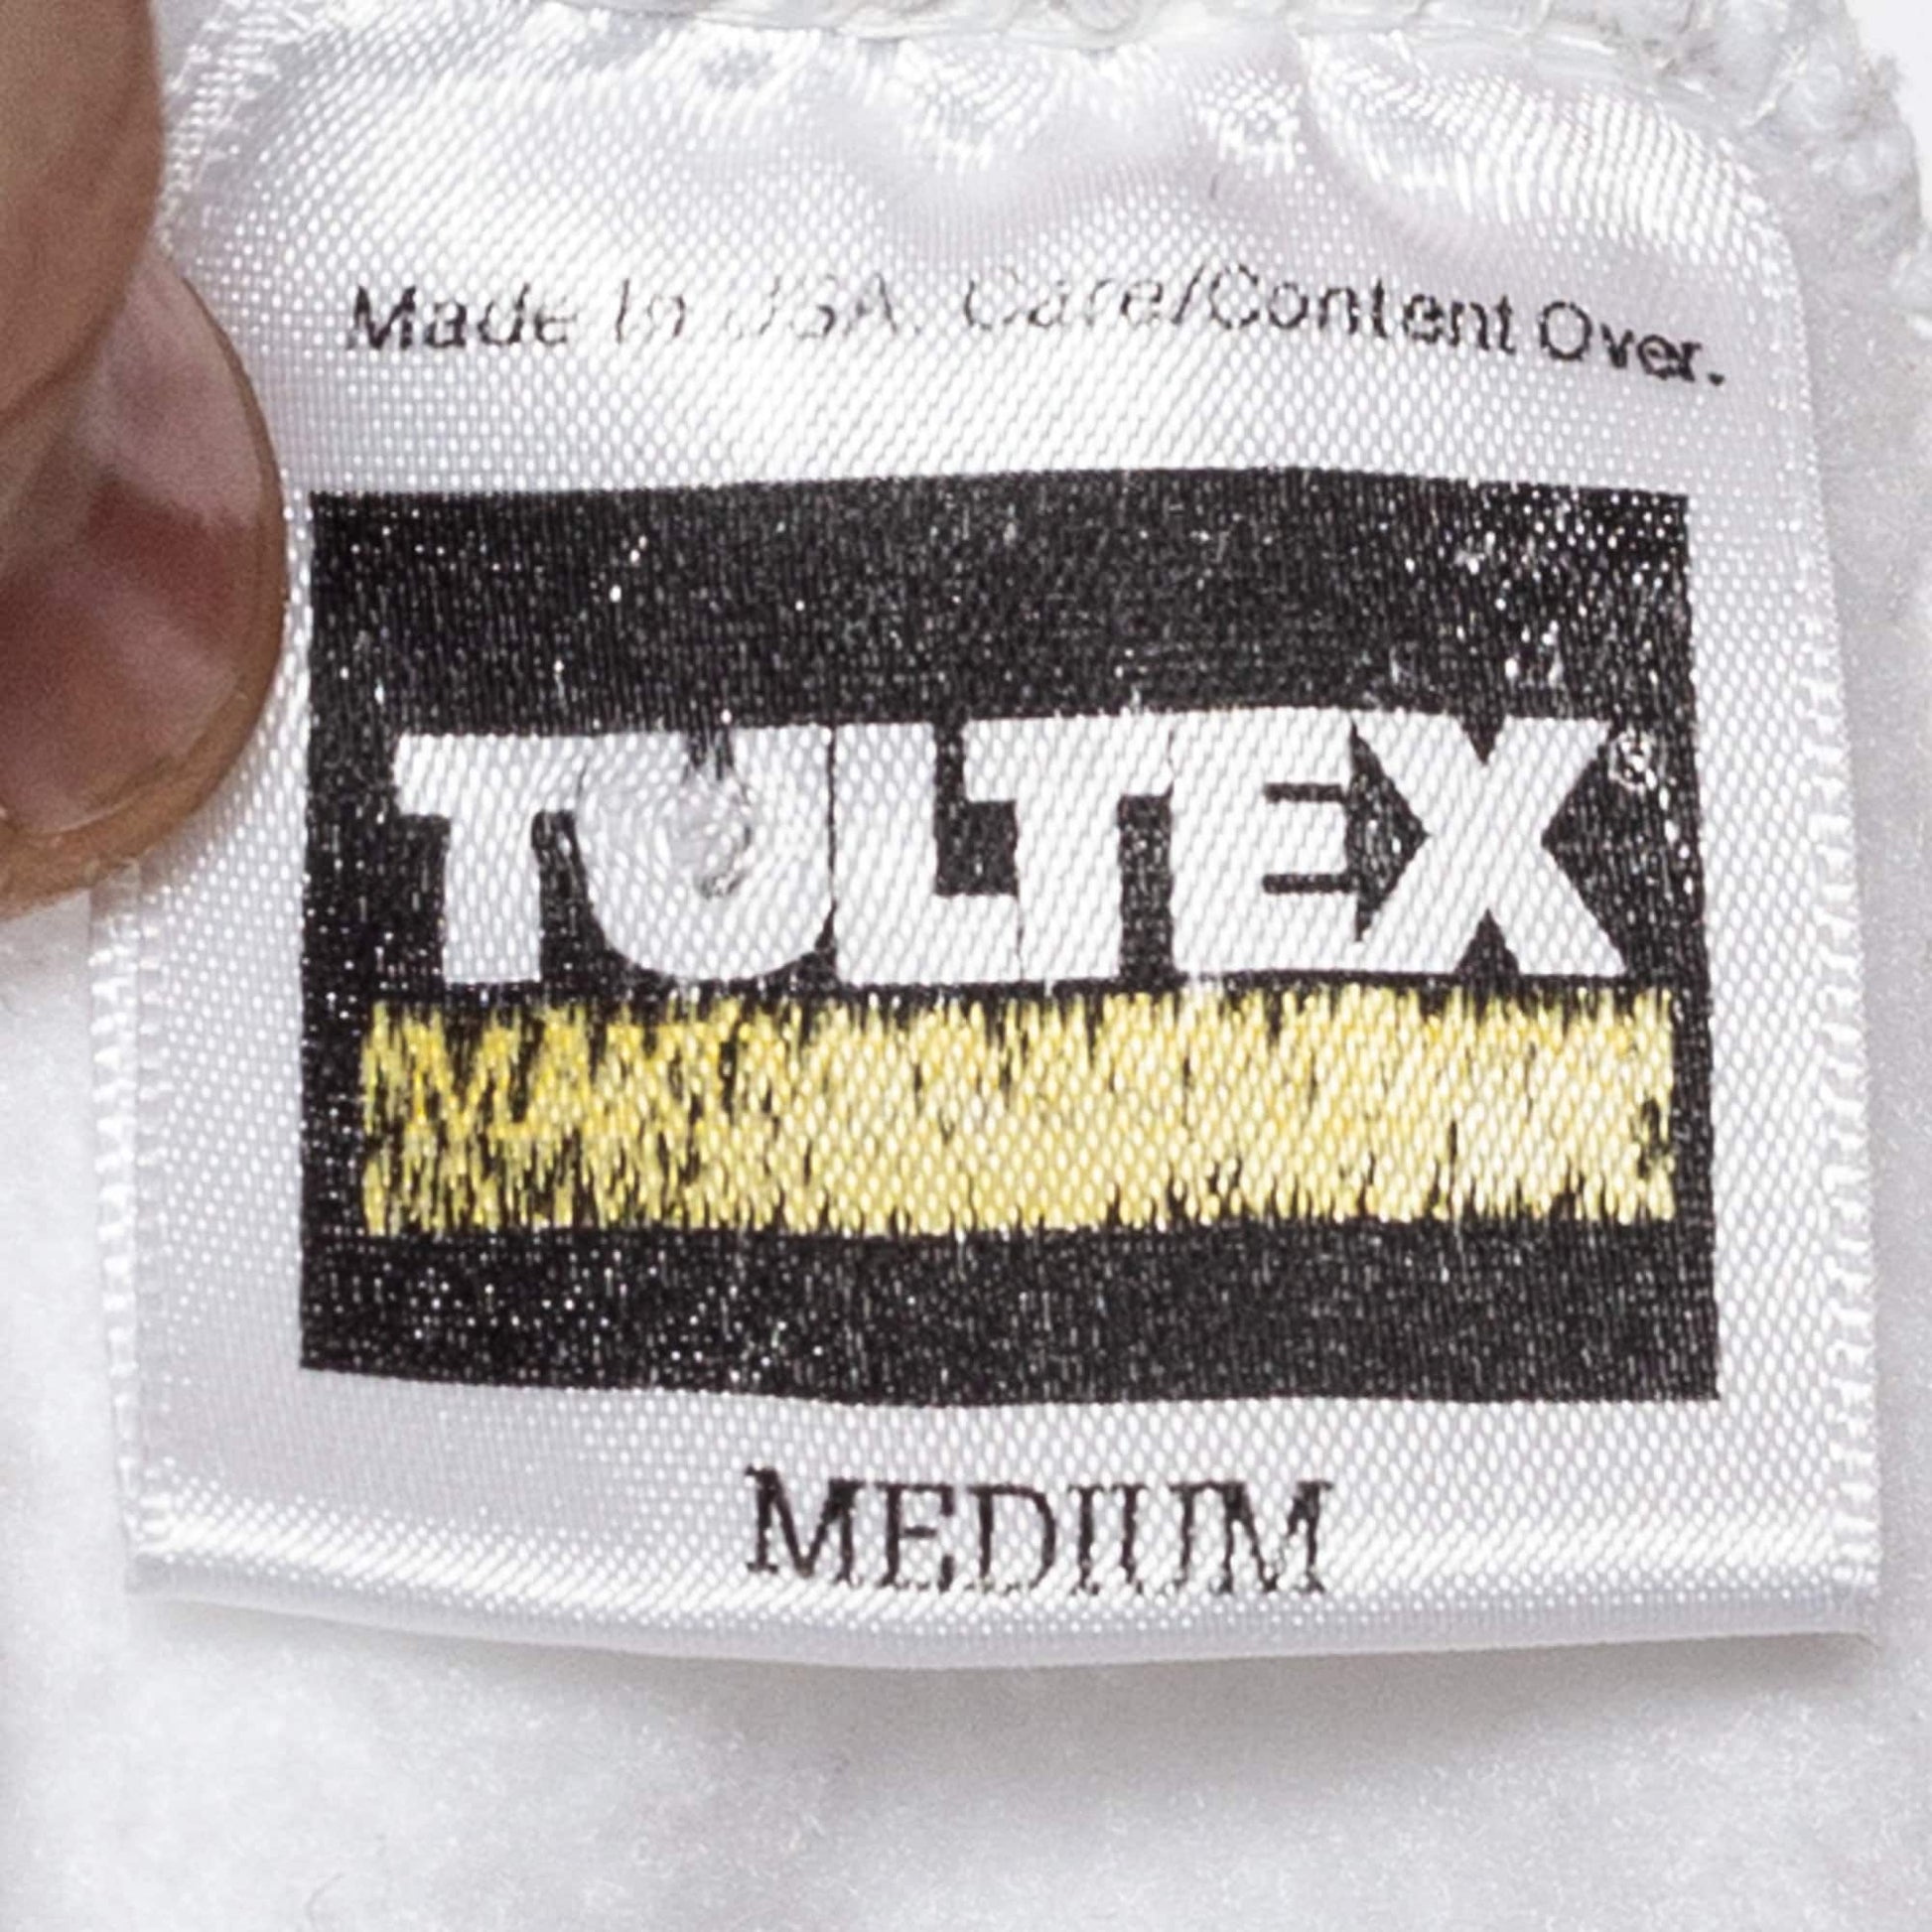 Made In USA. Care/Content Over.
TULTEX®
MEDIUM